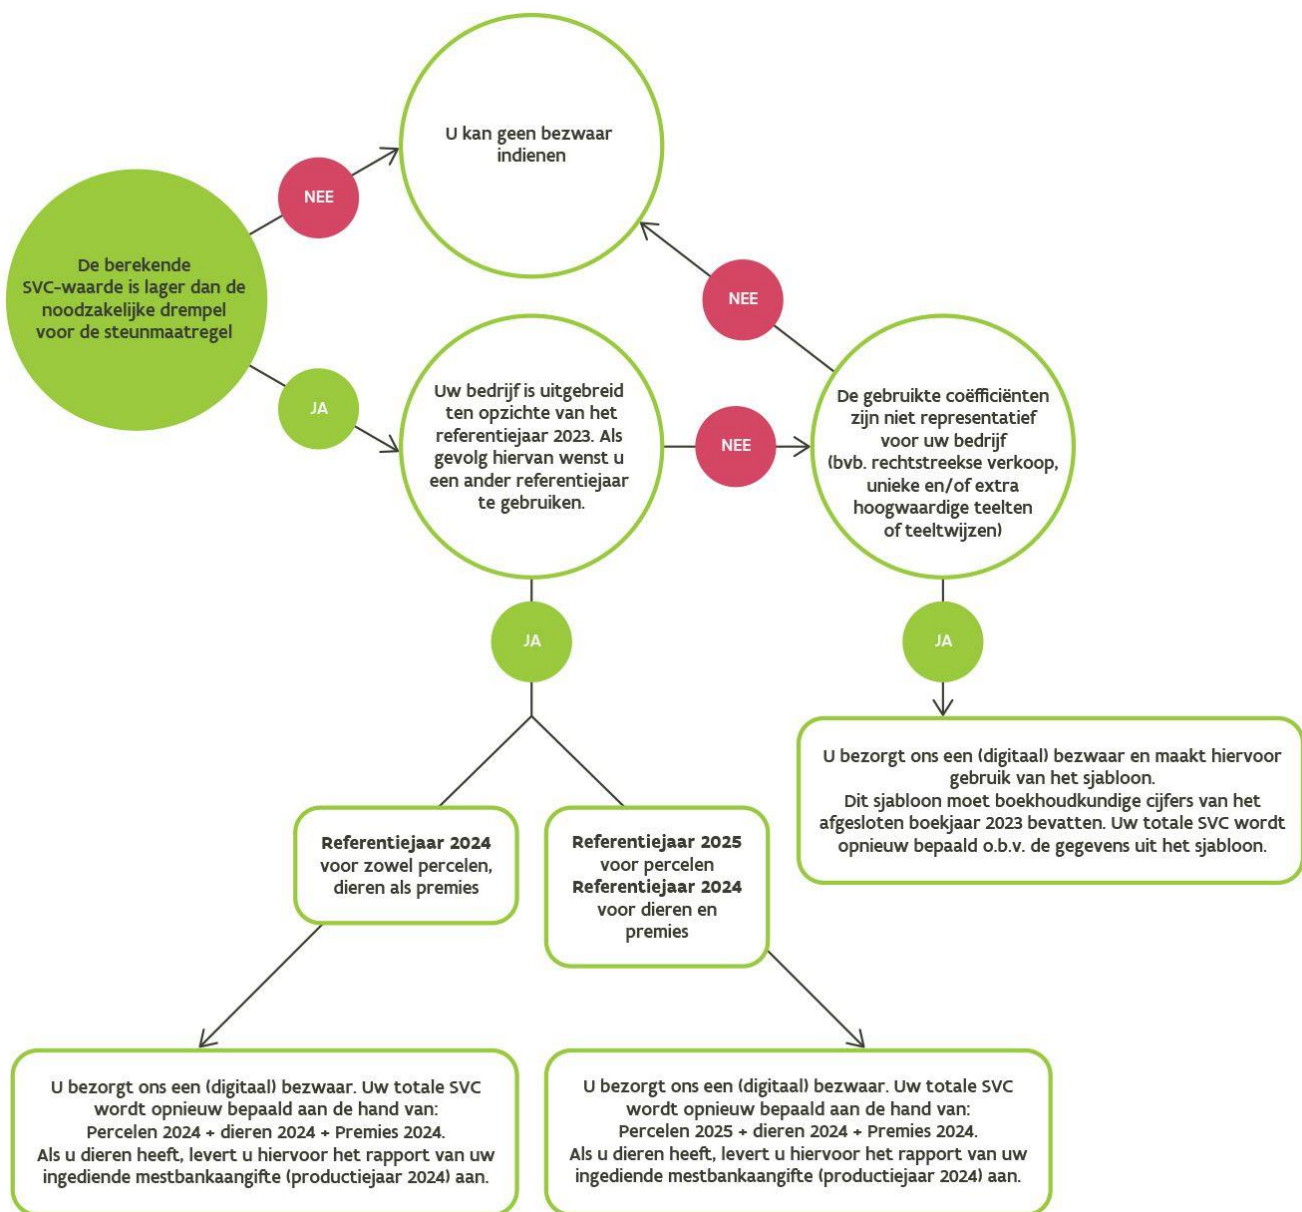 U kan geen bezwaar
indienen
NEE
De berekende
SVC-waarde is lager dan de
noodzakelijke drempel
voor de steunmaatregel
NEE
JA
Uw bedrijf is uitgebreid
ten opzichte van het
referentiejaar 2023. Als
gevolg hiervan wenst u
een ander referentiejaar
te gebruiken.
NEE
De gebruikte coëfficiënten
zijn niet representatief
voor uw bedrijf
(bvb. rechtstreekse verkoop,
unieke en/of extra
hoogwaardige teelten
of teeltwijzen)
JA
JA
U bezorgt ons een (digitaal) bezwaar en maakt hiervoor
gebruik van het sjabloon.
Dit sjabloon moet boekhoudkundige cijfers van het
afgesloten boekjaar 2023 bevatten. Uw totale SVC wordt
opnieuw bepaald o.b.v. de gegevens uit het sjabloon.
Referentiejaar 2024
voor zowel percelen,
dieren als premies
Referentiejaar 2025
voor percelen
Referentiejaar 2024
voor dieren en
premies
U bezorgt ons een (digitaal) bezwaar. Uw totale SVC
wordt opnieuw bepaald aan de hand van:
Percelen 2024 + dieren 2024 + Premies 2024.
Als u dieren heeft, levert u hiervoor het rapport van uw
ingediende mestbankaangifte (productiejaar 2024) aan.
U bezorgt ons een (digitaal) bezwaar. Uw totale SVC
wordt opnieuw bepaald aan de hand van:
Percelen 2025 + dieren 2024 + Premies 2024.
Als u dieren heeft, levert u hiervoor het rapport van uw
ingediende mestbankaangifte (productiejaar 2024) aan.